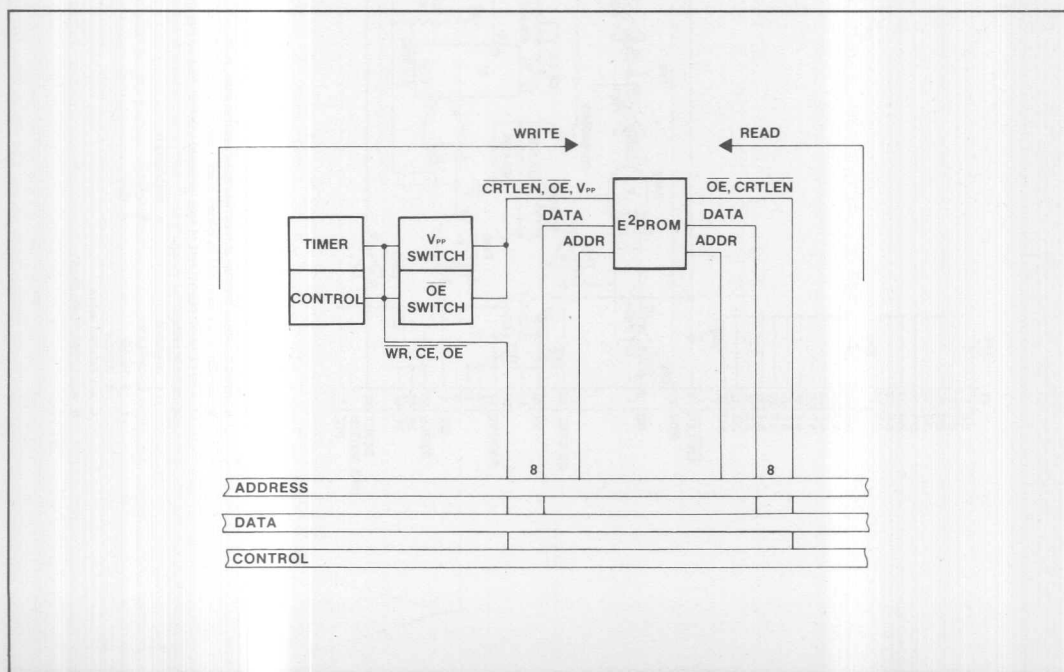 WRITE
READ
CRTLEN, OE, VPP
OE, CRTLEN
DATA
E²PROM
DATA
ADDR
ADDR
TIMER
VPP
SWITCH
CONTROL
OE
SWITCH
WR, CE, OE
8
8
ADDRESS
DATA
CONTROL